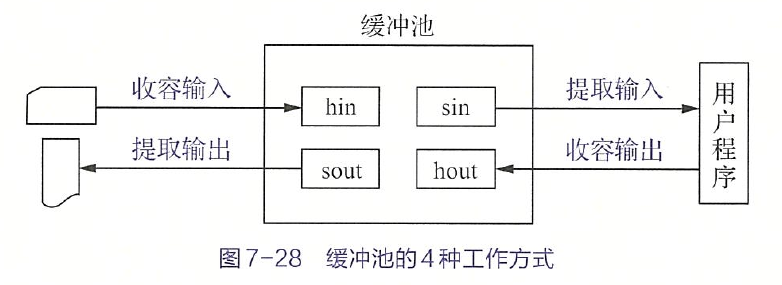 缓冲池
收容输入
hin
sin
提取输入
提取输出
sout
hout
收容输出
用户程序
图7-28 缓冲池的4种工作方式